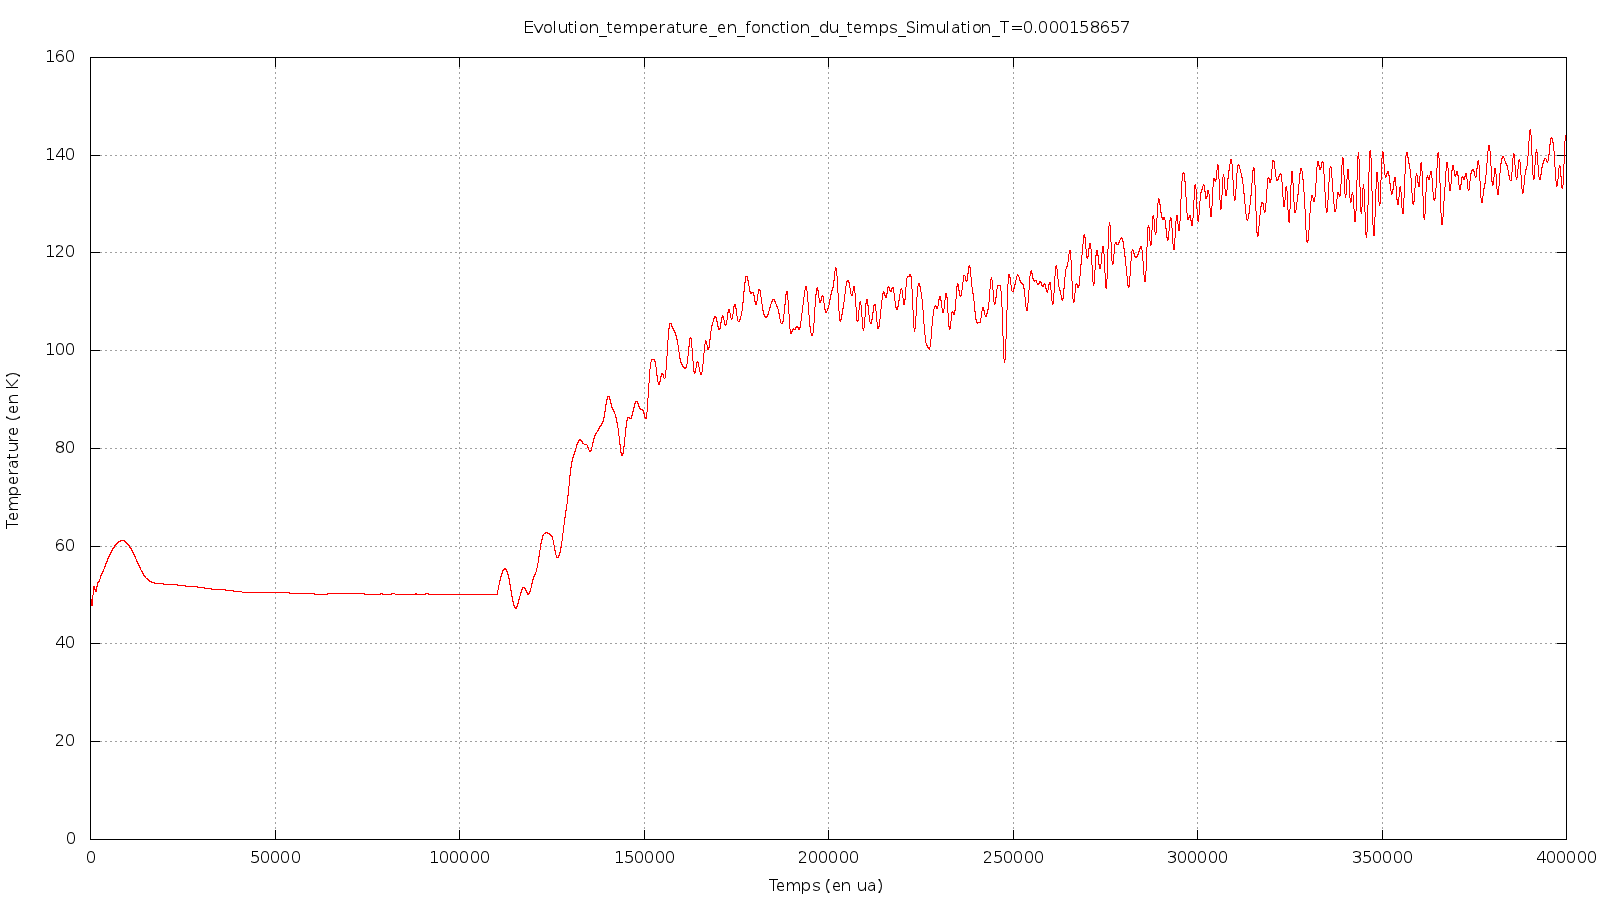 Evolution_temperature_en_fonction_du_temps_Simulation_T=0.000158657
160
140
120
100
80
60
40
20
0
Temperature (en K)
0 50000 100000 150000 200000 250000 300000 350000 400000
Temps (en ua)